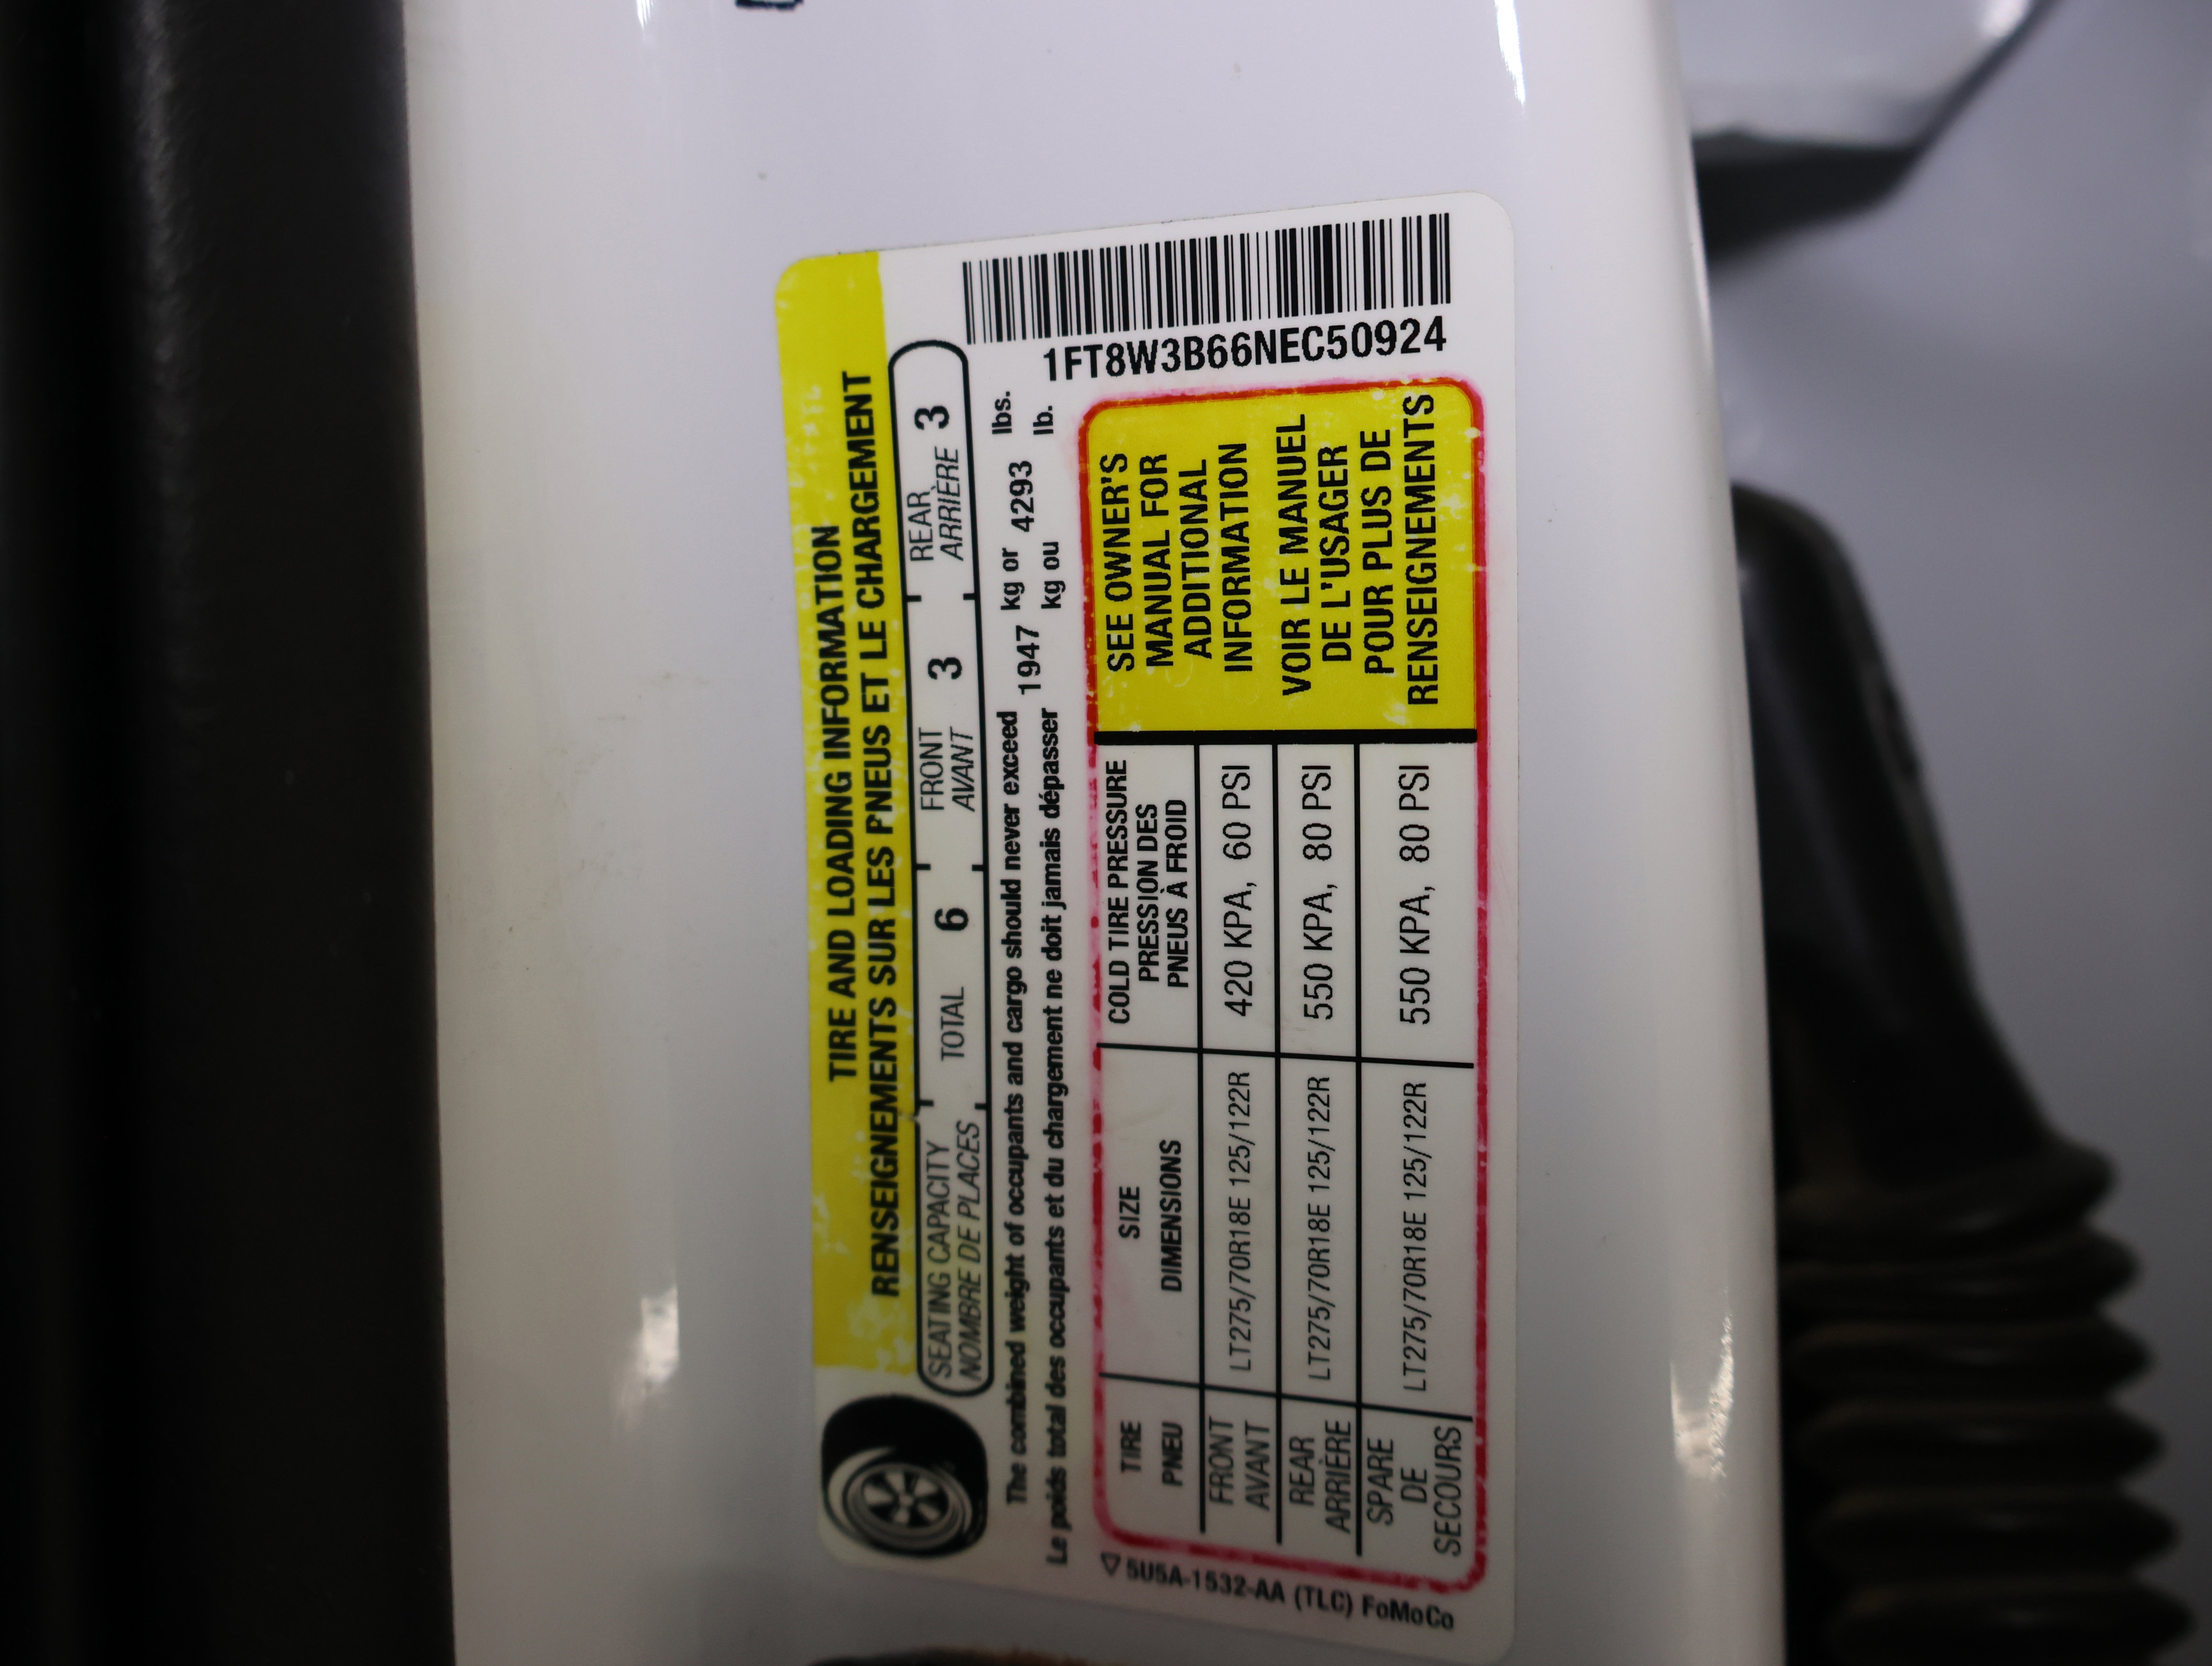 TIRE AND LOADING INFORMATION
RENSEIGNEMENTS SUR LES PNEUS ET LE CHARGEMENT
SEATING CAPACITY TOTAL 6 FRONT 3 REAR 3
NOMBRE DE PLACES AVANT ARRIÈRE
The combined weight of occupants and cargo should never exceed 1947 kg or 4293 lbs.
Le poids total des occupants et du chargement ne doit jamais dépasser kg ou lb.
1FT8W3B66NEC50924
TIRE SIZE COLD TIRE PRESSURE
PNEU DIMENSIONS PRESSION DES
PNEUS À FROID
FRONT LT275/70R18E 125/122R 420 KPA, 60 PSI
AVANT
REAR LT275/70R18E 125/122R 550 KPA, 80 PSI
ARRIÈRE
SPARE LT275/70R18E 125/122R 550 KPA, 80 PSI
DE
SECOURS
SEE OWNER'S
MANUAL FOR
ADDITIONAL
INFORMATION
VOIR LE MANUEL
DE L'USAGER
POUR PLUS DE
RENSEIGNEMENTS
5U5A-1532-AA (TLC) FoMoCo